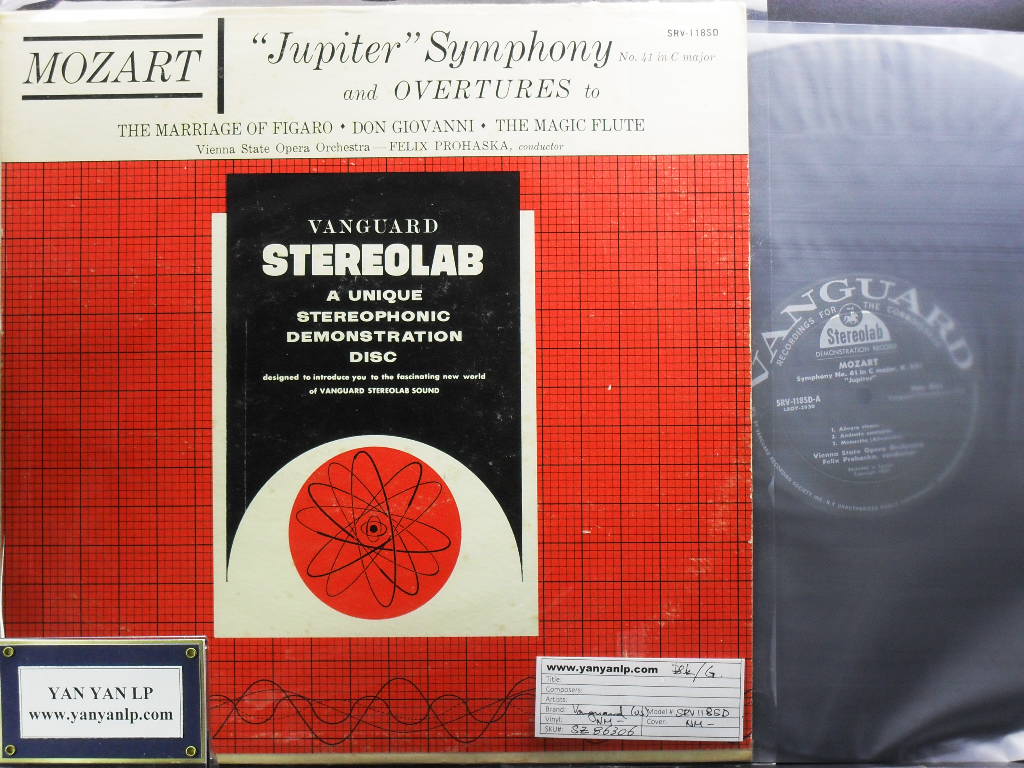 MOZART
"Jupiter" Symphony No. 41 in C major
SRV-118SD
and OVERTURES to
THE MARRIAGE OF FIGARO • DON GIOVANNI • THE MAGIC FLUTE
Vienna State Opera Orchestra — FELIX PROHASKA, conductor
VANGUARD
STEREOLAB
A UNIQUE
STEREOPHONIC
DEMONSTRATION
DISC
designed to introduce you to the fascinating new world
of VANGUARD STEREOLAB SOUND
VANGUARD
RECORDINGS FOR THE
Stereolab
DEMONSTRATION RECORD
MOZART
Symphony No. 41 in C major, K.
"Jupiter"
SRV-118SD-A
Vienna State Opera Orchestra
Felix Prohaska, conductor
YAN YAN LP
www.yanyanlp.com
www.yanyanlp.com
Title:
Composers:
Artists:
Brand: Vanguard (us) Model # SRV118SD
Vinyl: NM- Cover: NM-
SKU#: SZ86306